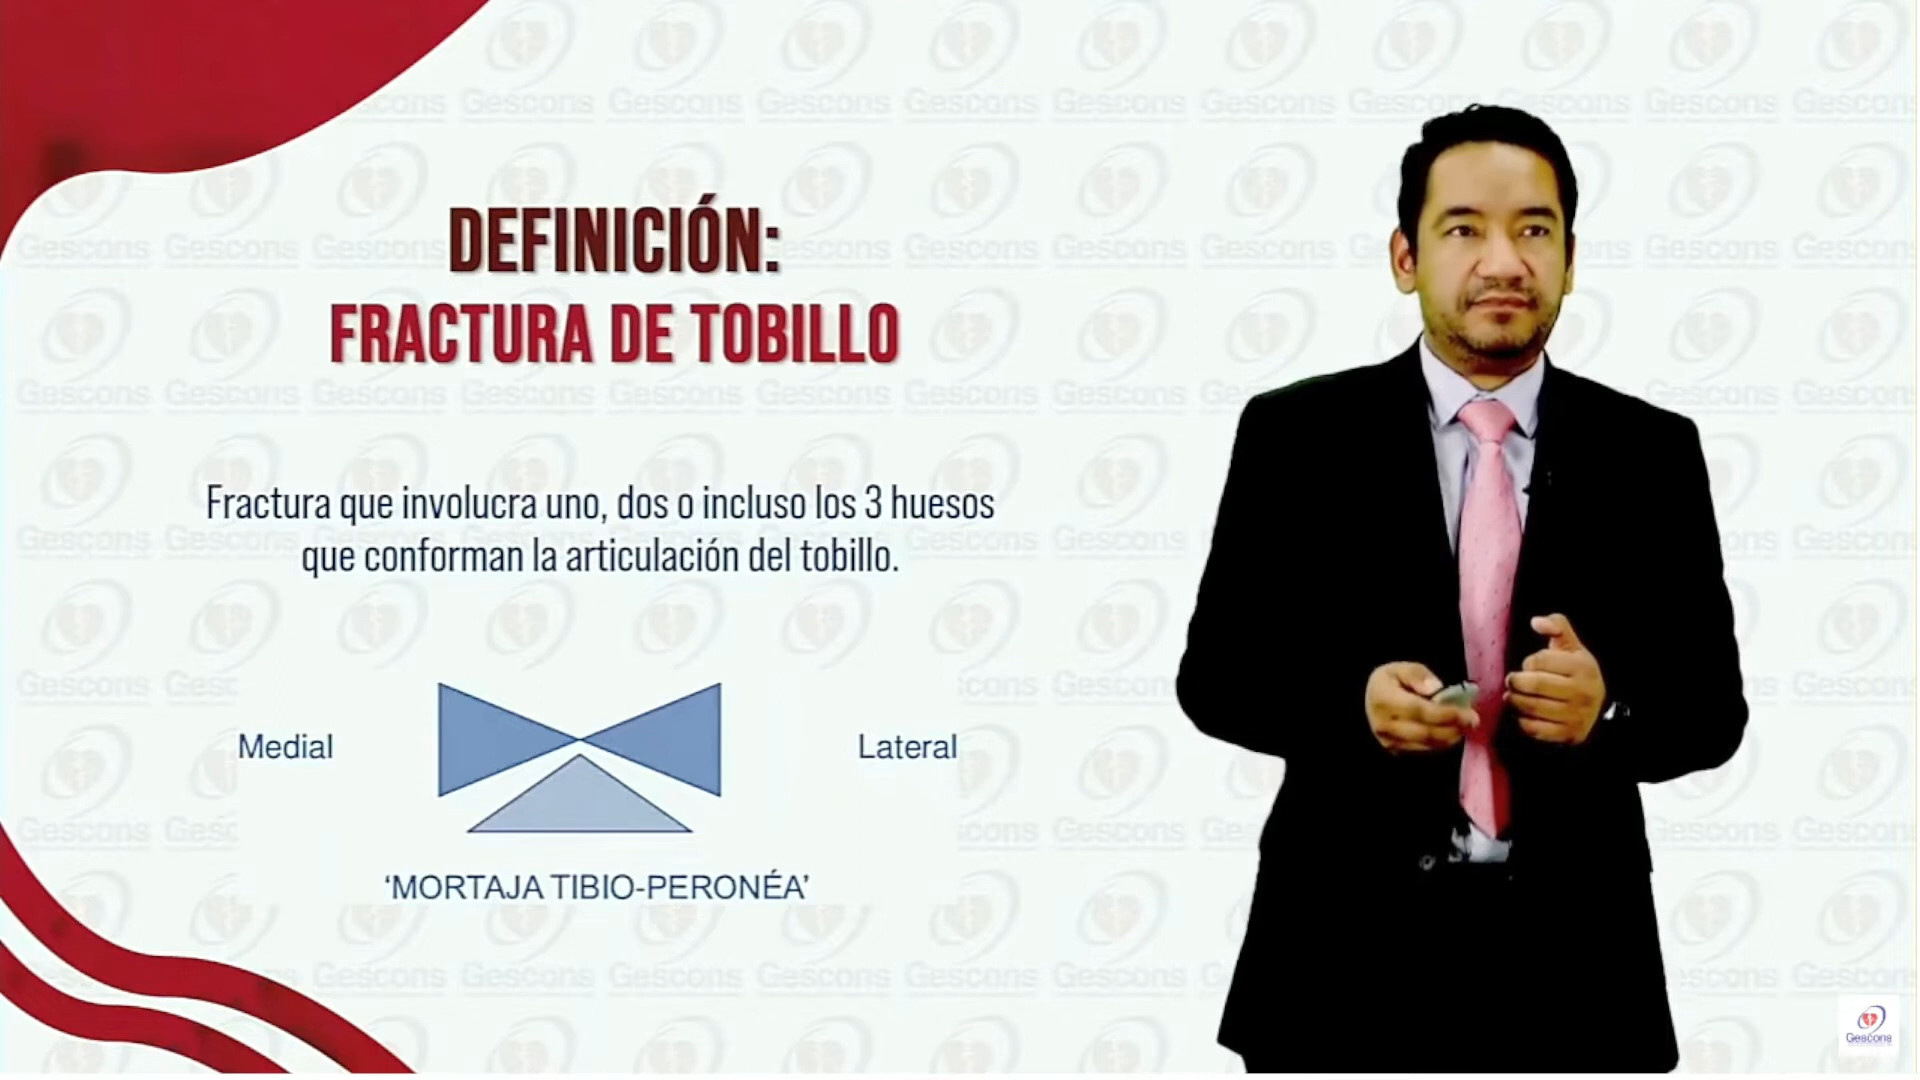 DEFINICIÓN:
FRACTURA DE TOBILLO
Fractura que involucra uno, dos o incluso los 3 huesos
que conforman la articulación del tobillo.
Medial
Lateral
‘MORTAJA TIBIO-PERONÉA’
Gescons